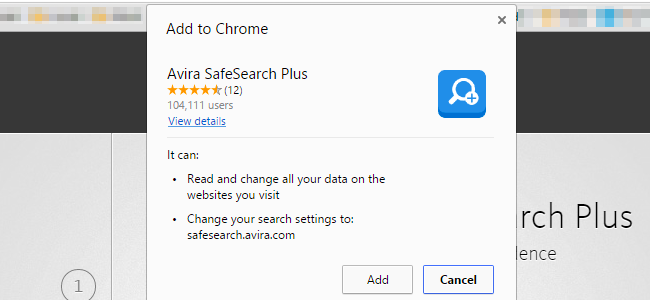 Add to Chrome
Avira SafeSearch Plus
(12)
104,111 users
View details
It can:
• Read and change all your data on the
websites you visit
• Change your search settings to:
safesearch.avira.com
rch Plus
lence
1
Add
Cancel